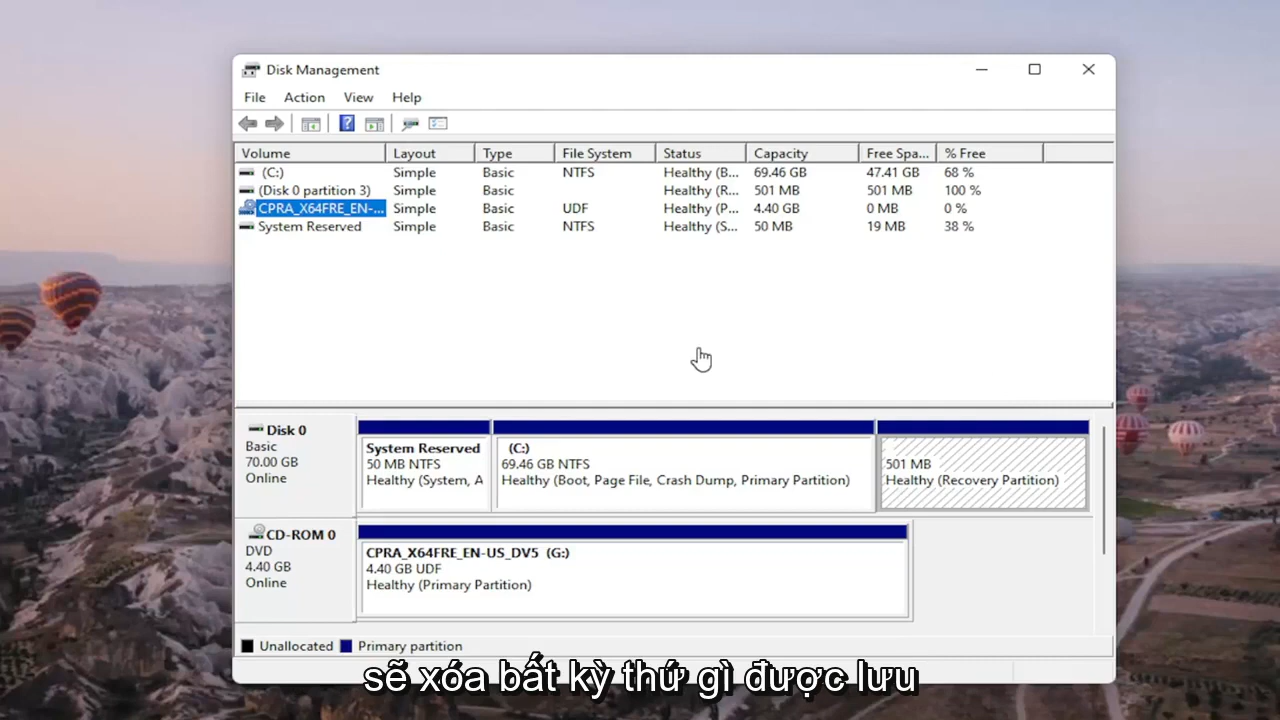 Disk Management
File Action View Help
Volume Layout Type File System Status Capacity Free Spa... % Free
(C:) Simple Basic NTFS Healthy (B... 69.46 GB 47.41 GB 68 %
(Disk 0 partition 3) Simple Basic Healthy (R... 501 MB 501 MB 100 %
CPRA_X64FRE_EN-... Simple Basic UDF Healthy (P... 4.40 GB 0 MB 0 %
System Reserved Simple Basic NTFS Healthy (S... 50 MB 19 MB 38 %
Disk 0
Basic
70.00 GB
Online
System Reserved
50 MB NTFS
Healthy (System, A
(C:)
69.46 GB NTFS
Healthy (Boot, Page File, Crash Dump, Primary Partition)
501 MB
Healthy (Recovery Partition)
CD-ROM 0
DVD
4.40 GB
Online
CPRA_X64FRE_EN-US_DV5 (G:)
4.40 GB UDF
Healthy (Primary Partition)
Unallocated Primary partition
sẽ xóa bất kỳ thứ gì được lưu